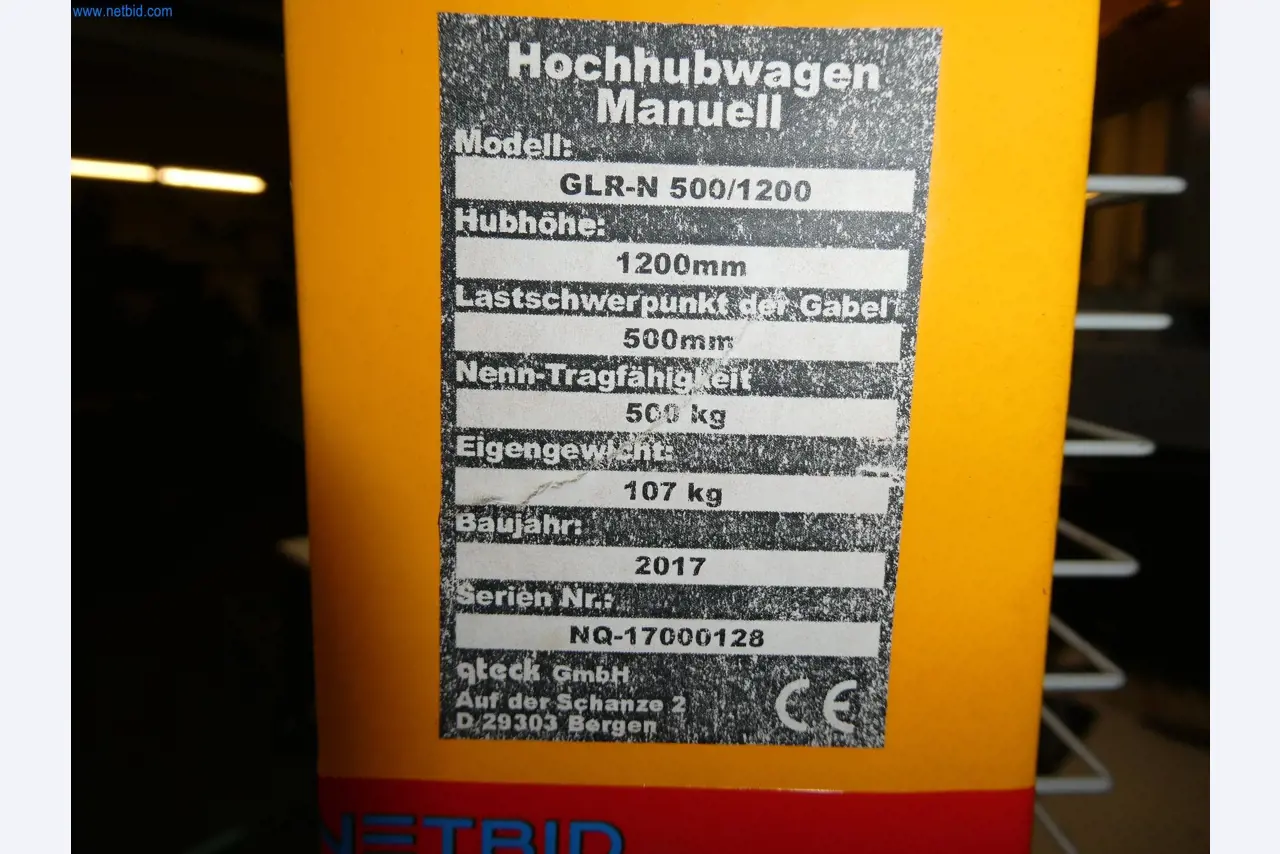 www.netbid.com
Hochhubwagen
Manuell
Modell:
GLR-N 500/1200
Hubhöhe:
1200mm
Lastschwerpunkt der Gabel
500mm
Nenn-Tragfähigkeit
500 kg
Eigengewicht:
107 kg
Baujahr:
2017
Serien Nr.:
NQ-17000128
qteck GmbH
Auf der Schanze 2
D 29303 Bergen
CE
NETBID